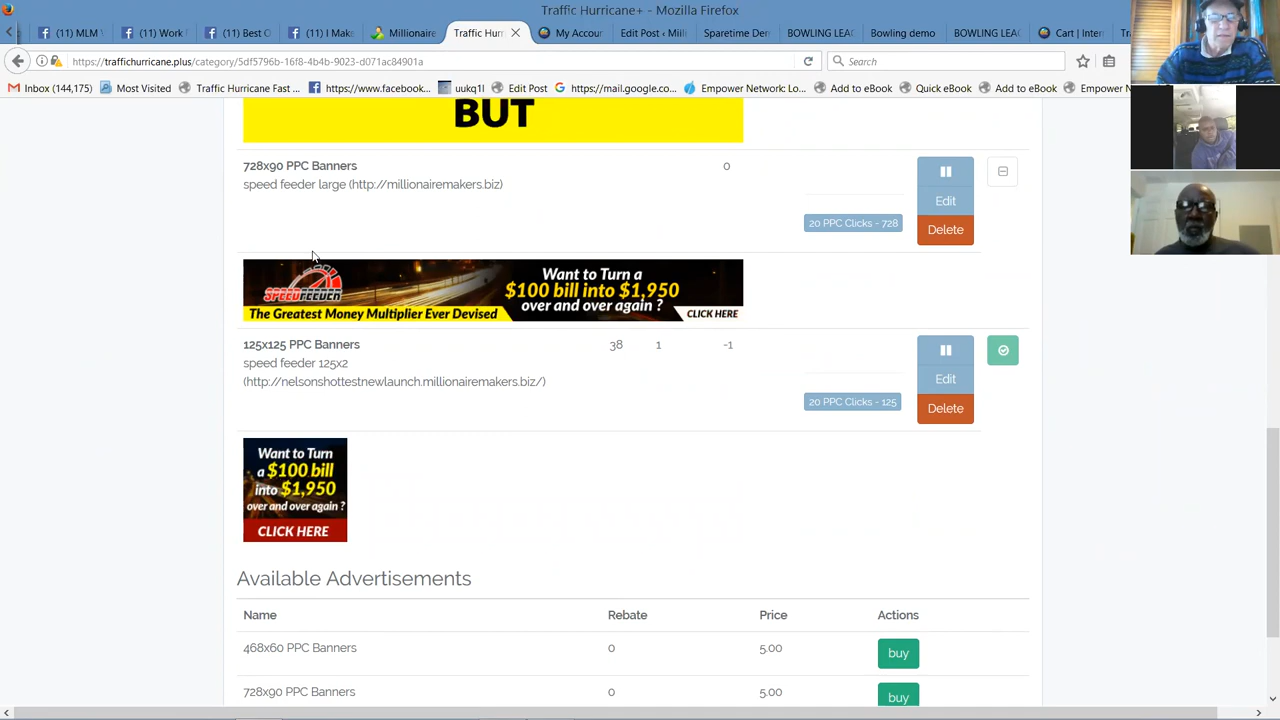 Traffic Hurricane+ - Mozilla Firefox
(11) MLM
(11) Work
(11) Best C
(11) I Make
Millionaire
Traffic Hurr
My Accour
Edit Post ‹ Milli
Sparetime Dem
BOWLING LEAC
Bowling demo
BOWLING LEAC
Cart | Intern
https://traffichurricane.plus/category/5df5796b-16f8-4b4b-9023-d071ac84901a
Search
Inbox (144,175)
Most Visited
Traffic Hurricane Fast ...
https://www.facebook...
uukq1l
Edit Post
https://mail.google.co...
Empower Network: Lo...
Add to eBook
Quick eBook
Add to eBook
Empower N
BUT
728x90 PPC Banners
0
speed feeder large (http://millionairemakers.biz)
Edit
20 PPC Clicks - 728
Delete
SPEEDFEEDER
The Greatest Money Multiplier Ever Devised
Want to Turn a
$100 bill into $1,950
over and over again ?
CLICK HERE
125x125 PPC Banners
38
1
-1
speed feeder 125x2
(http://nelsonshottestnewlaunch.millionairemakers.biz/)
Edit
20 PPC Clicks - 125
Delete
Want to Turn
a $100 bill
into $1,950
over and over again ?
CLICK HERE
Available Advertisements
Name
Rebate
Price
Actions
468x60 PPC Banners
0
5.00
buy
728x90 PPC Banners
0
5.00
buy